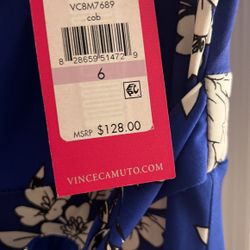 VC8M7689
cob
8 28659 51472 9
6
MSRP $128.00
VINCECAMUTO.COM